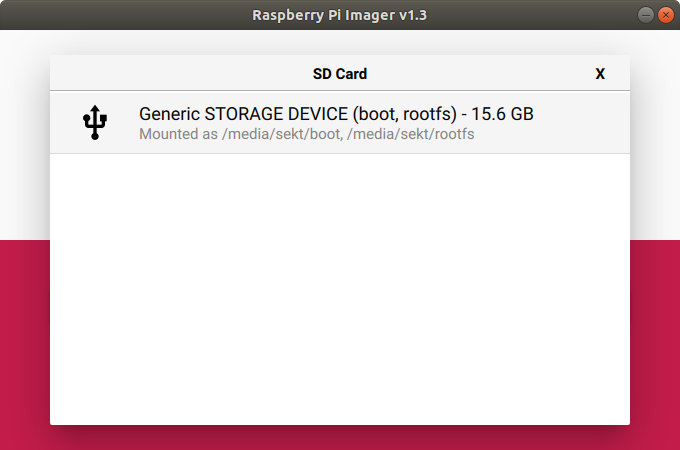 Raspberry Pi Imager v1.3
SD Card X
Generic STORAGE DEVICE (boot, rootfs) - 15.6 GB
Mounted as /media/sekt/boot, /media/sekt/rootfs